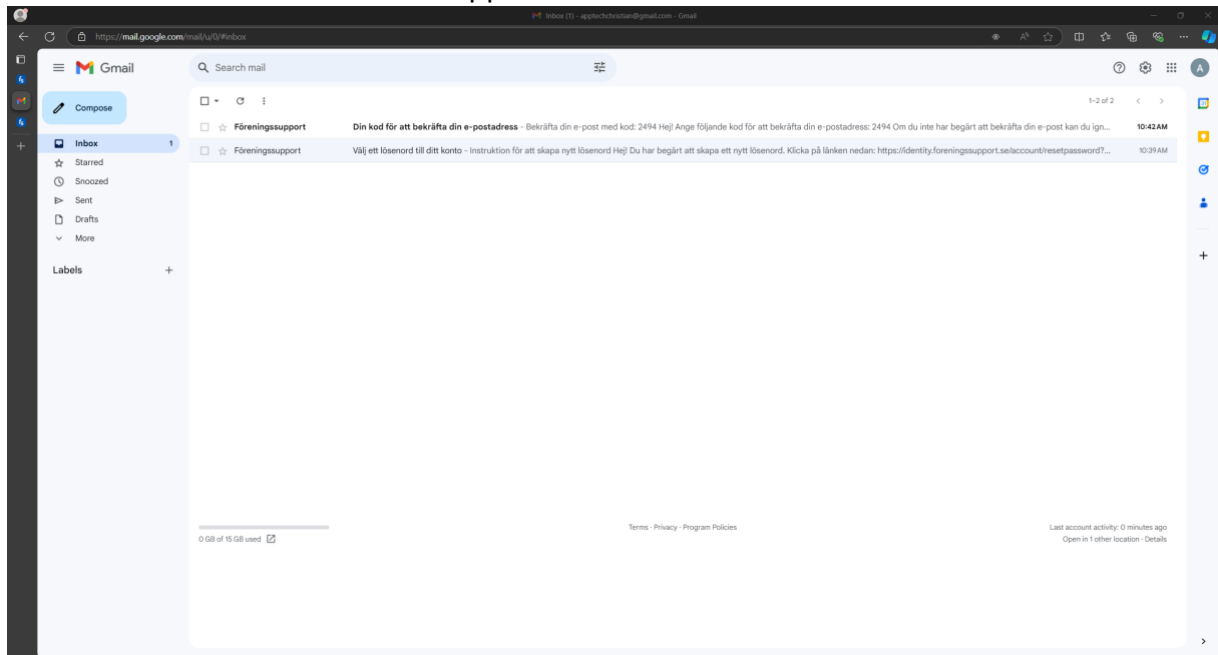 Inbox (1) - apptechchristian@gmail.com - Gmail
https://mail.google.com/mail/u/0/#inbox
Gmail
Search mail
A
Compose
1-2 of 2
Föreningssupport Din kod för att bekräfta din e-postadress - Bekräfta din e-post med kod: 2494 Hej! Ange följande kod för att bekräfta din e-postadress: 2494 Om du inte har begärt att bekräfta din e-post kan du ign... 10:42 AM
Inbox 1
Föreningssupport Välj ett lösenord till ditt konto - Instruktion för att skapa nytt lösenord Hej! Du har begärt att skapa ett nytt lösenord. Klicka på länken nedan: https://identity.foreningssupport.se/account/resetpassword?... 10:39 AM
Starred
Snoozed
Sent
Drafts
More
Labels
Terms · Privacy · Program Policies
Last account activity: 0 minutes ago
0 GB of 15 GB used
Open in 1 other location · Details